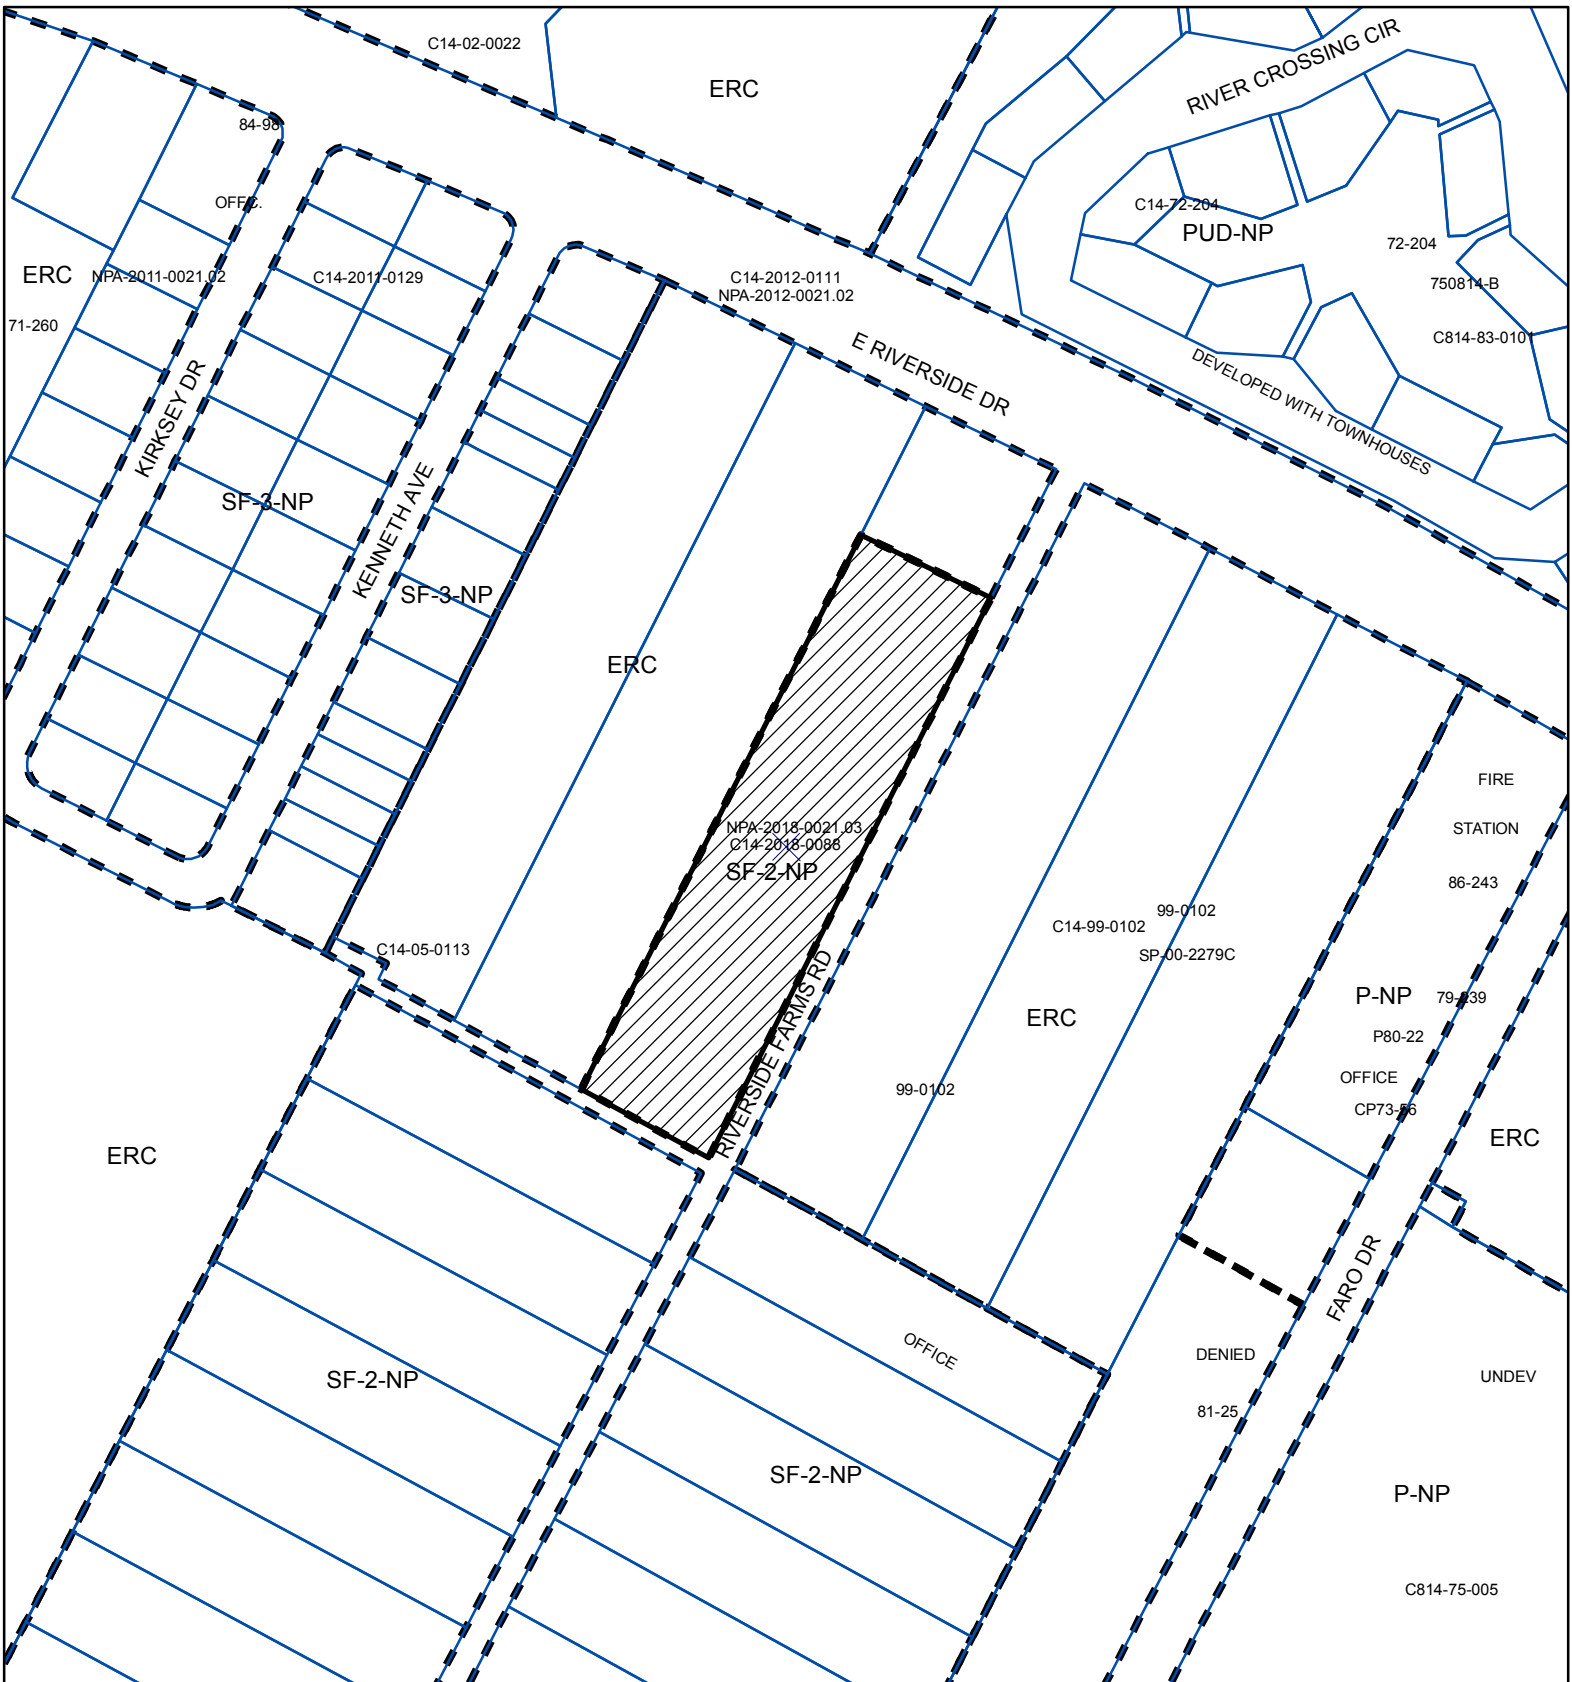 C14-02-0022
ERC
RIVER CROSSING CIR
84-98
OFFC.
C14-72-204
PUD-NP
72-204
ERC
NPA-2011-0021.02
C14-2011-0129
C14-2012-0111
NPA-2012-0021.02
750814-B
71-260
C814-83-0101
E RIVERSIDE DR
DEVELOPED WITH TOWNHOUSES
KIRKSEY DR
SF-3-NP
KENNETH AVE
SF-3-NP
ERC
FIRE
STATION
NPA-2018-0021.03
C14-2018-0088
SF-2-NP
86-243
99-0102
C14-99-0102
SP-00-2279C
C14-05-0113
RIVERSIDE FARMS RD
P-NP
79-239
ERC
P80-22
OFFICE
99-0102
CP73-56
ERC
ERC
FARO DR
OFFICE
DENIED
UNDEV
SF-2-NP
81-25
SF-2-NP
P-NP
C814-75-005